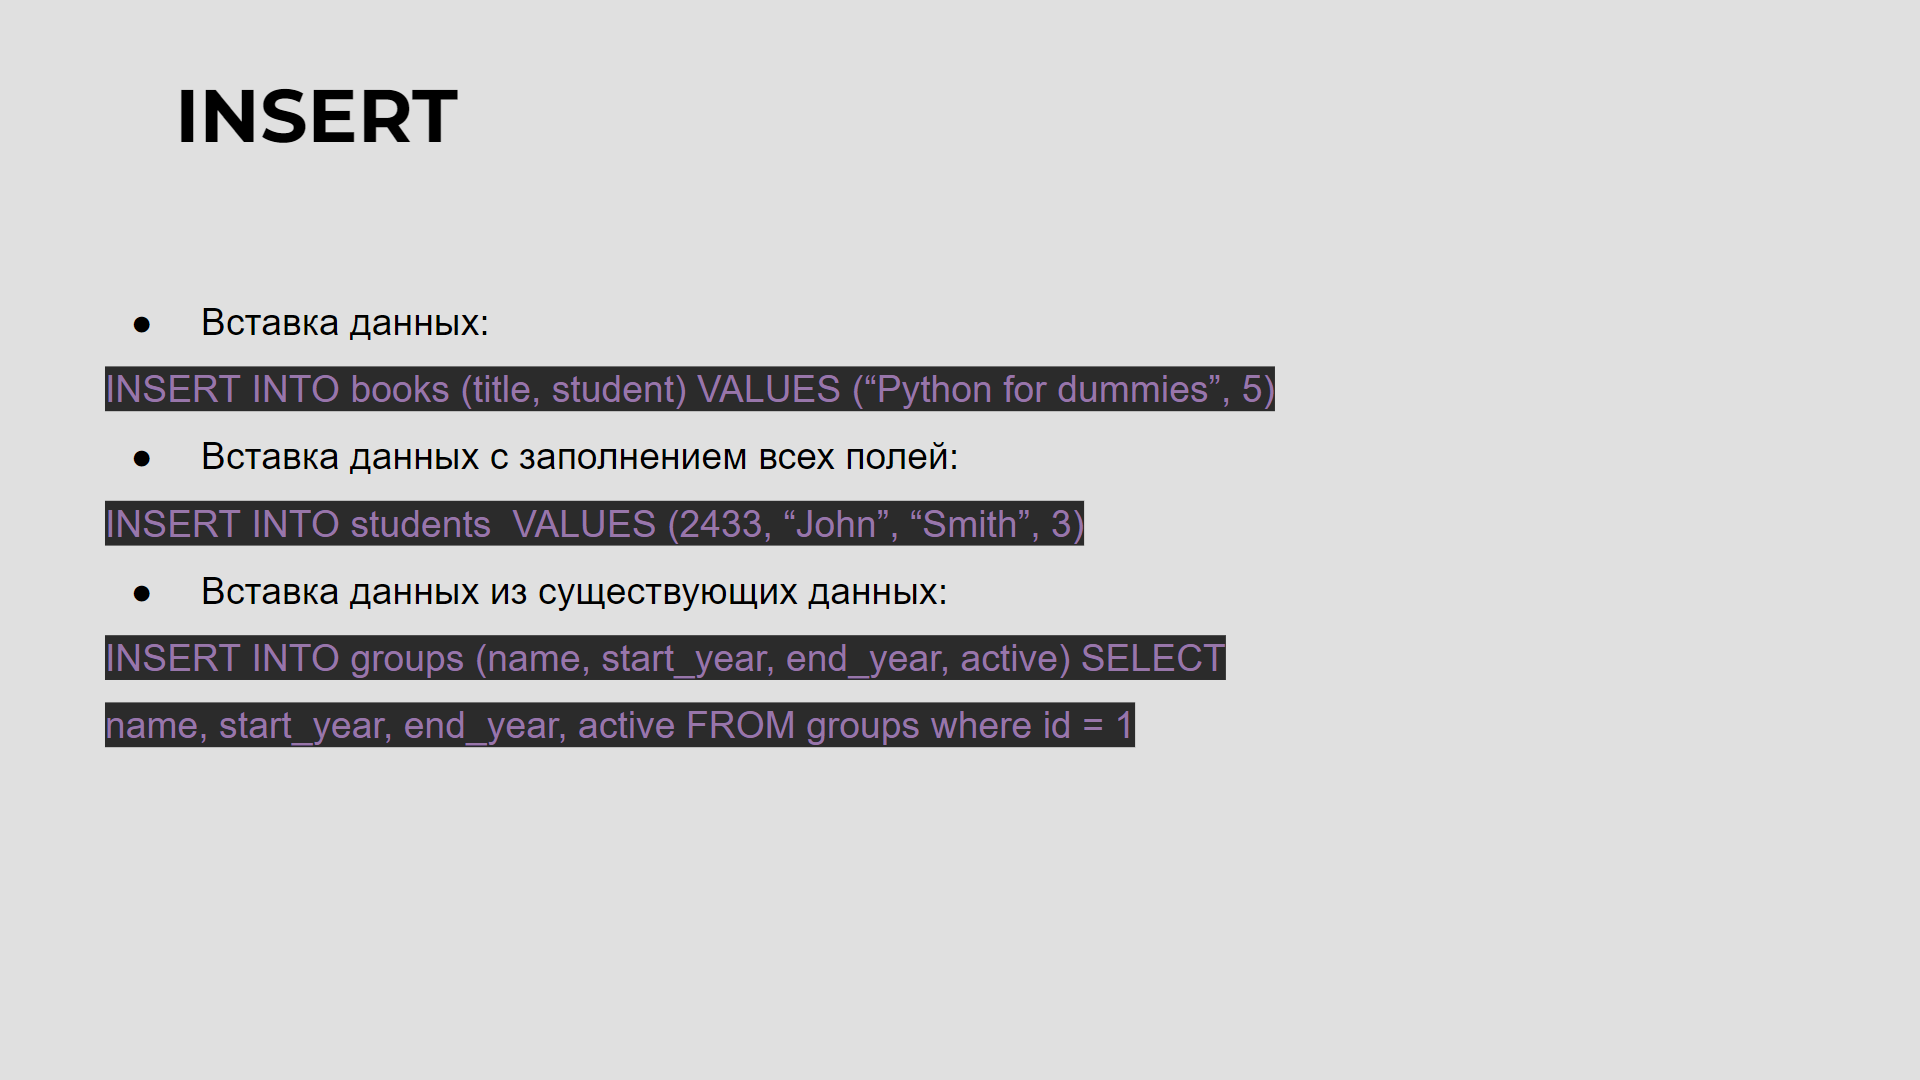 INSERT
● Вставка данных:
INSERT INTO books (title, student) VALUES (“Python for dummies”, 5)
● Вставка данных с заполнением всех полей:
INSERT INTO students  VALUES (2433, “John”, “Smith”, 3)
● Вставка данных из существующих данных:
INSERT INTO groups (name, start_year, end_year, active) SELECT
name, start_year, end_year, active FROM groups where id = 1